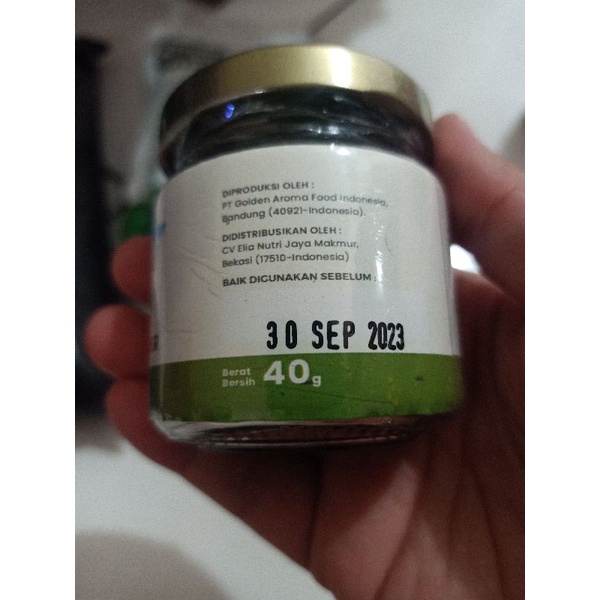 DIPRODUKSI OLEH :
PT Golden Aroma Food Indonesia,
Bandung (40921-Indonesia).
DIDISTRIBUSIKAN OLEH :
CV Elia Nutri Jaya Makmur,
Bekasi (17510-Indonesia)
BAIK DIGUNAKAN SEBELUM :
30 SEP 2023
Berat
Bersih 40g